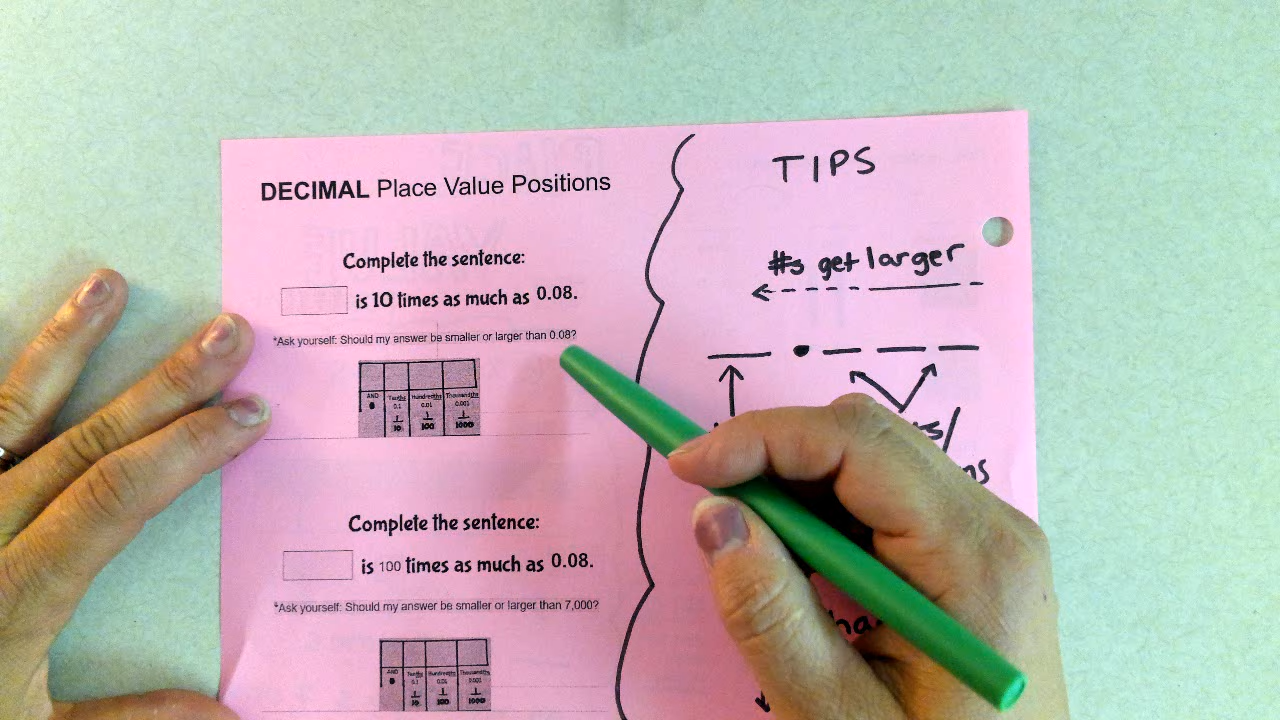 DECIMAL Place Value Positions
Complete the sentence:
is 10 times as much as 0.08.
*Ask yourself: Should my answer be smaller or larger than 0.08?
AND Tenths Hundredths Thousandths
0.1 0.01 0.001
1/10 1/100 1/1000
Complete the sentence:
is 100 times as much as 0.08.
*Ask yourself: Should my answer be smaller or larger than 7,000?
AND Tenths Hundredths Thousandths
0.1 0.01 0.001
1/10 1/100 1/1000
TIPS
#s get larger